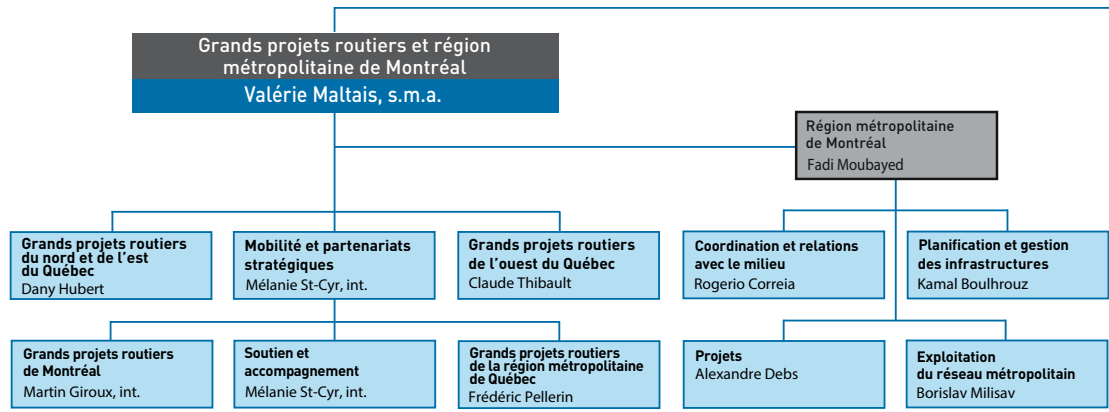 Grands projets routiers et région
métropolitaine de Montréal
Valérie Maltais, s.m.a.
Région métropolitaine
de Montréal
Fadi Moubayed
Grands projets routiers
du nord et de l'est
du Québec
Dany Hubert
Mobilité et partenariats
stratégiques
Mélanie St-Cyr, int.
Grands projets routiers
de l'ouest du Québec
Claude Thibault
Coordination et relations
avec le milieu
Rogerio Correia
Planification et gestion
des infrastructures
Kamal Boulhrouz
Grands projets routiers
de Montréal
Martin Giroux, int.
Soutien et
accompagnement
Mélanie St-Cyr, int.
Grands projets routiers
de la région métropolitaine
de Québec
Frédéric Pellerin
Projets
Alexandre Debs
Exploitation
du réseau métropolitain
Borislav Milisav